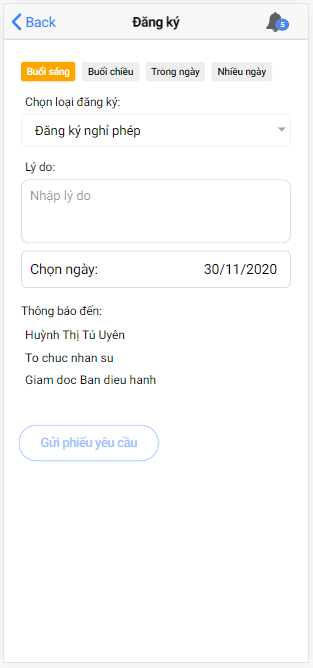 Back Đăng ký 5
Buổi sáng Buổi chiều Trong ngày Nhiều ngày
Chọn loại đăng ký:
Đăng ký nghỉ phép
Lý do:
Nhập lý do
Chọn ngày: 30/11/2020
Thông báo đến:
Huỳnh Thị Tú Uyên
To chuc nhan su
Giam doc Ban dieu hanh
Gửi phiếu yêu cầu